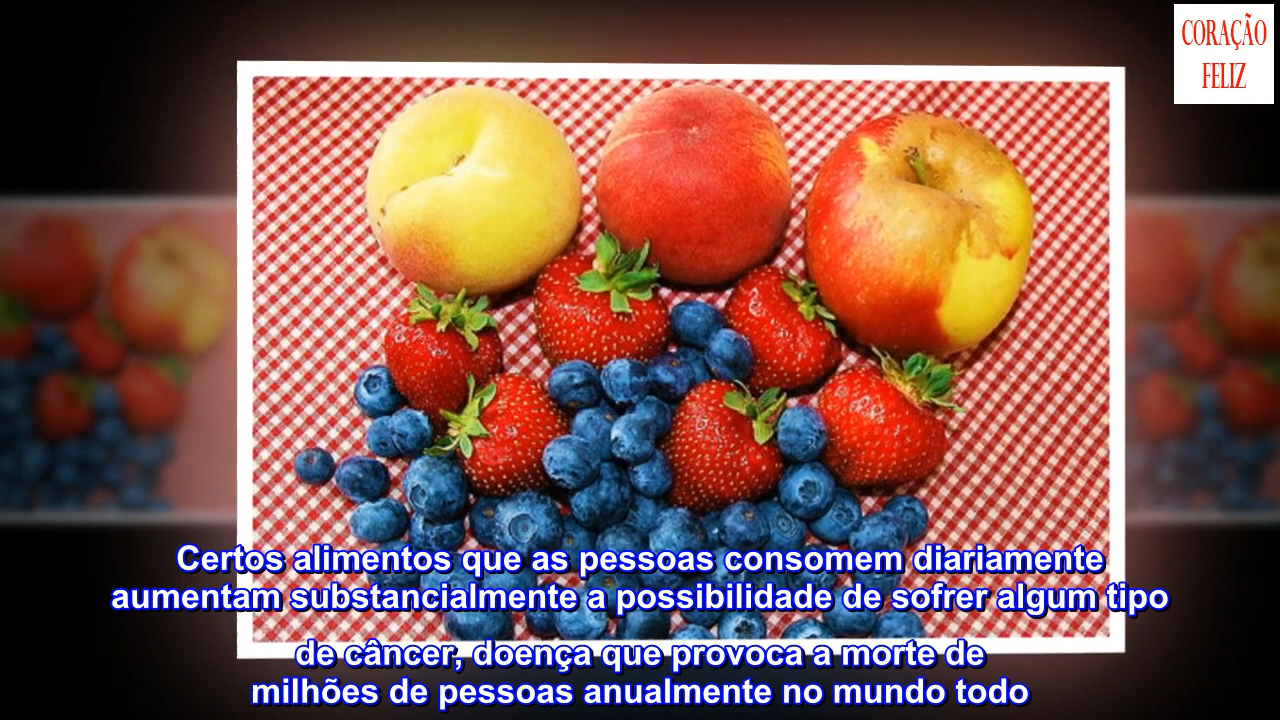 CORAÇÃO
FELIZ
Certos alimentos que as pessoas consomem diariamente
aumentam substancialmente a possibilidade de sofrer algum tipo
de câncer, doença que provoca a morte de
milhões de pessoas anualmente no mundo todo